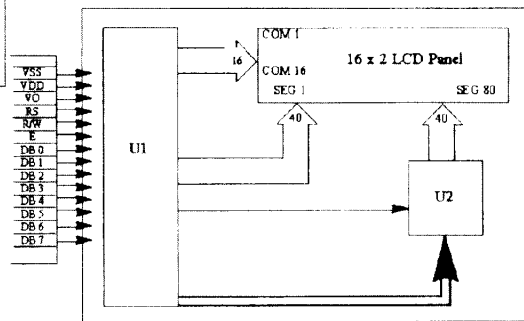 VSS
VDD
VO
RS
R/W
E
DB 0
DB 1
DB 2
DB 3
DB 4
DB 5
DB 6
DB 7
U1
16
COM 1
COM 16
16 x 2 LCD Panel
SEG 1
SEG 80
40
40
U2